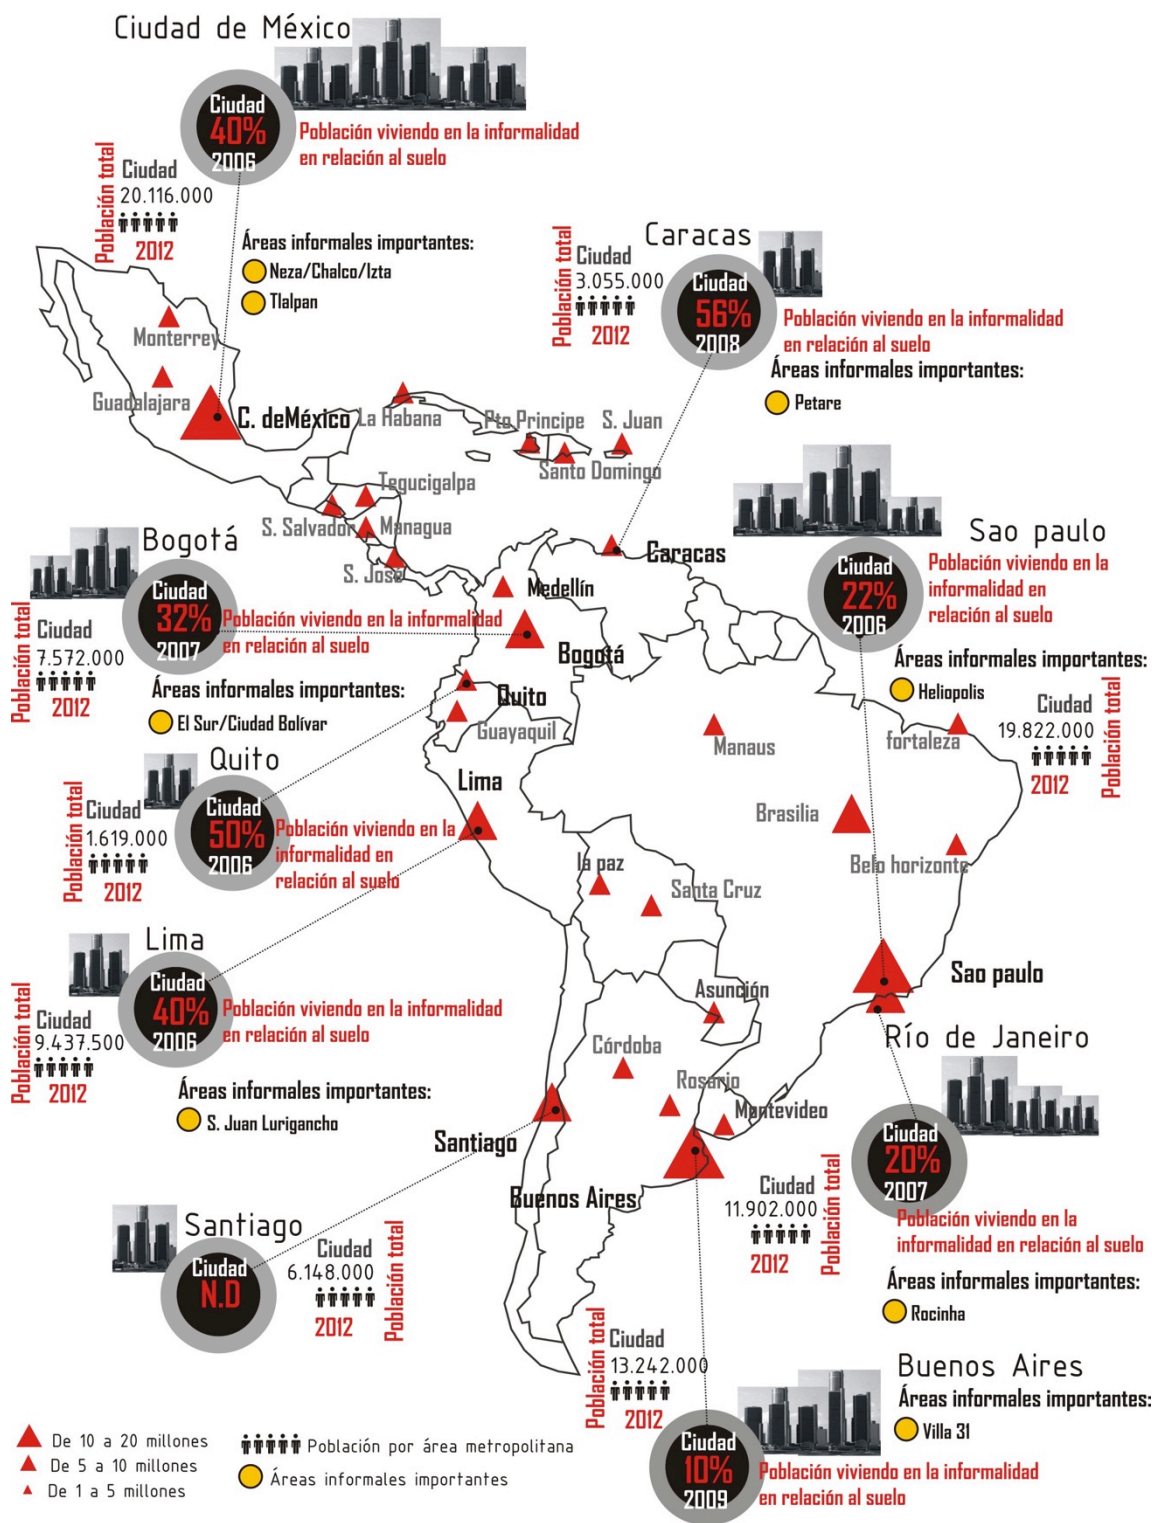 Ciudad de México
Ciudad
40%
2006
Población viviendo en la informalidad
en relación al suelo
Población total
Ciudad
20.116.000
2012
Áreas informales importantes:
Neza/Chalco/Izta
Tlalpan
Caracas
Población total
Ciudad
3.055.000
2012
Ciudad
56%
2008
Población viviendo en la informalidad
en relación al suelo
Áreas informales importantes:
Petare
Monterrey
Guadalajara
C. deMéxico
La Habana
Pto Principe
S. Juan
Santo Domingo
Tegucigalpa
S. Salvador
Managua
S. José
Bogotá
Ciudad
32%
2007
Población viviendo en la informalidad
en relación al suelo
Población total
Ciudad
7.572.000
2012
Áreas informales importantes:
El Sur/Ciudad Bolívar
Caracas
Medellín
Bogotá
Quito
Guayaquil
Lima
Manaus
fortaleza
Brasilia
Belo horizonte
la paz
Santa Cruz
Sao paulo
Ciudad
22%
2006
Población viviendo en la
informalidad en
relación al suelo
Áreas informales importantes:
Heliopolis
19.822.000
2012
Población total
Quito
Ciudad
50%
2006
Población viviendo en la
informalidad en
relación al suelo
Población total
Ciudad
1.619.000
2012
Lima
Ciudad
40%
2006
Población viviendo en la informalidad
en relación al suelo
Población total
Ciudad
9.437.500
2012
Áreas informales importantes:
S. Juan Lurigancho
Sao paulo
Asunción
Córdoba
Rosario
Montevideo
Santiago
Buenos Aires
Río de Janeiro
Ciudad
20%
2007
Población viviendo en la
informalidad en relación al suelo
Ciudad
11.902.000
2012
Población total
Áreas informales importantes:
Rocinha
Santiago
Ciudad
N.D
Ciudad
6.148.000
2012
Población total
Buenos Aires
Áreas informales importantes:
Villa 31
Población total
Ciudad
13.242.000
2012
Ciudad
10%
2009
Población viviendo en la informalidad
en relación al suelo
De 10 a 20 millones
De 5 a 10 millones
De 1 a 5 millones
Población por área metropolitana
Áreas informales importantes